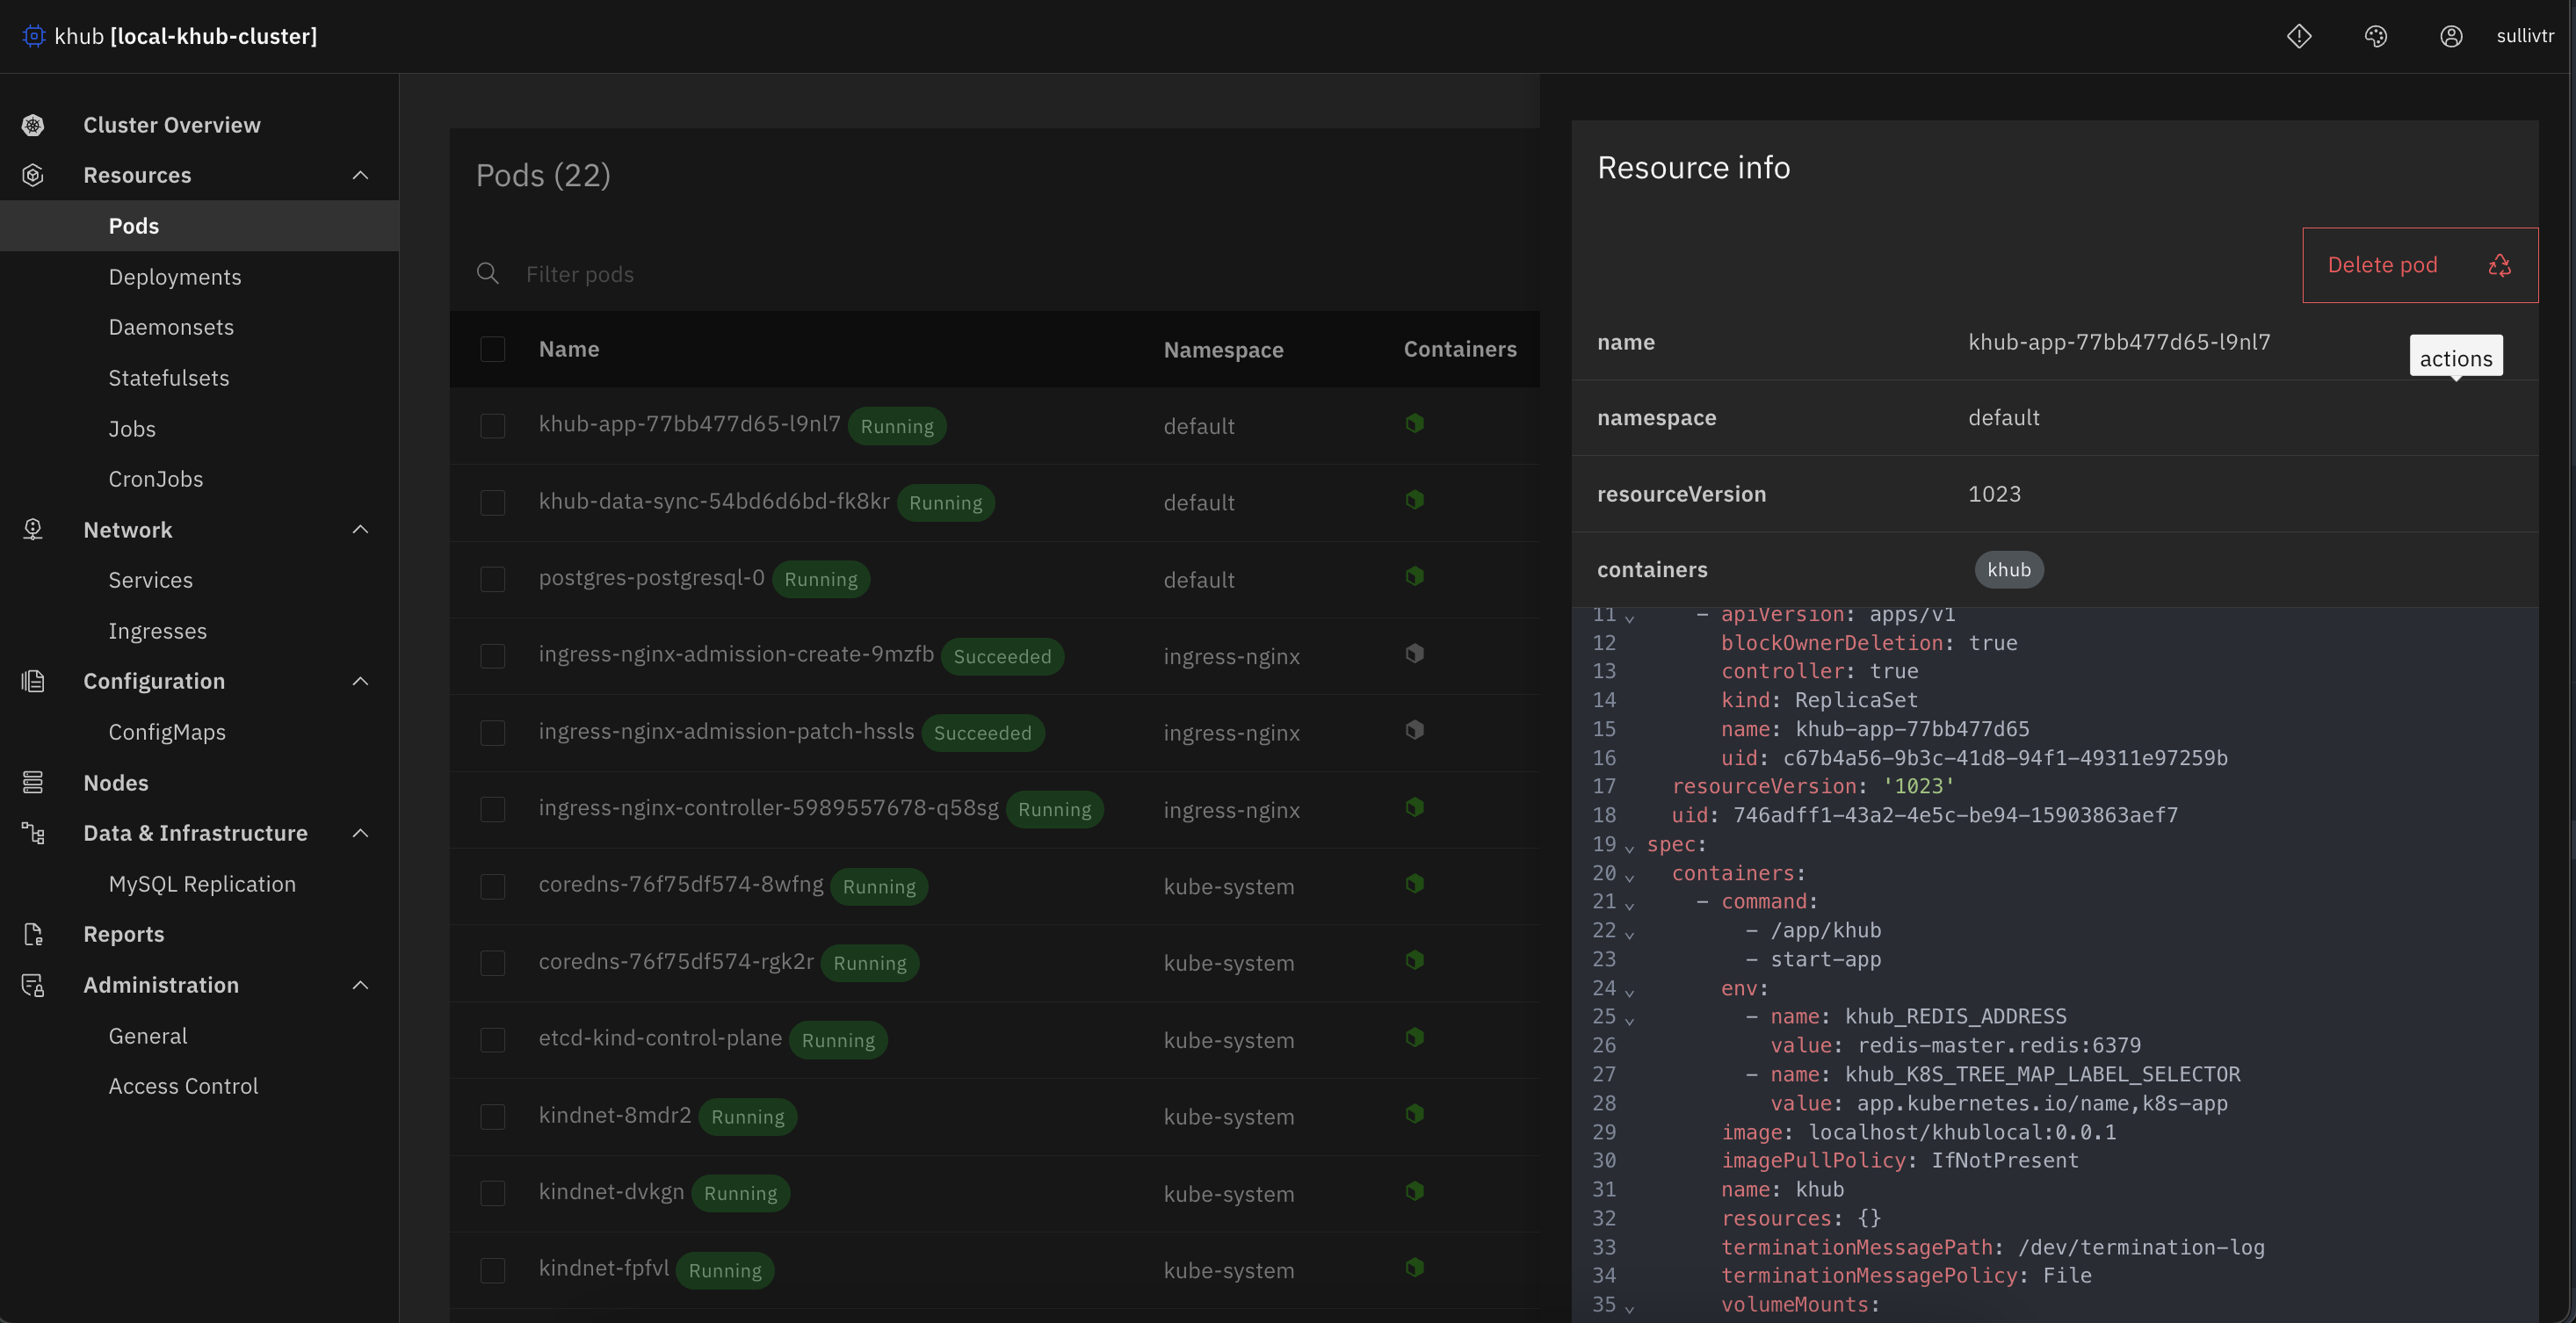 khub [local-khub-cluster]
sullivtr
Cluster Overview
Resources
Pods
Deployments
Daemonsets
Statefulsets
Jobs
CronJobs
Network
Services
Ingresses
Configuration
ConfigMaps
Nodes
Data & Infrastructure
MySQL Replication
Reports
Administration
General
Access Control
Pods (22)
Filter pods
Name Namespace Containers
khub-app-77bb477d65-l9nl7 Running default
khub-data-sync-54bd6d6bd-fk8kr Running default
postgres-postgresql-0 Running default
ingress-nginx-admission-create-9mzfb Succeeded ingress-nginx
ingress-nginx-admission-patch-hssls Succeeded ingress-nginx
ingress-nginx-controller-5989557678-q58sg Running ingress-nginx
coredns-76f75df574-8wfng Running kube-system
coredns-76f75df574-rgk2r Running kube-system
etcd-kind-control-plane Running kube-system
kindnet-8mdr2 Running kube-system
kindnet-dvkgn Running kube-system
kindnet-fpfvl Running kube-system
Resource info
Delete pod
name khub-app-77bb477d65-l9nl7
actions
namespace default
resourceVersion 1023
containers khub
11 - apiVersion: apps/v1
12 blockOwnerDeletion: true
13 controller: true
14 kind: ReplicaSet
15 name: khub-app-77bb477d65
16 uid: c67b4a56-9b3c-41d8-94f1-49311e97259b
17 resourceVersion: '1023'
18 uid: 746adff1-43a2-4e5c-be94-15903863aef7
19 spec:
20 containers:
21 - command:
22 - /app/khub
23 - start-app
24 env:
25 - name: khub_REDIS_ADDRESS
26 value: redis-master.redis:6379
27 - name: khub_K8S_TREE_MAP_LABEL_SELECTOR
28 value: app.kubernetes.io/name,k8s-app
29 image: localhost/khublocal:0.0.1
30 imagePullPolicy: IfNotPresent
31 name: khub
32 resources: {}
33 terminationMessagePath: /dev/termination-log
34 terminationMessagePolicy: File
35 volumeMounts: